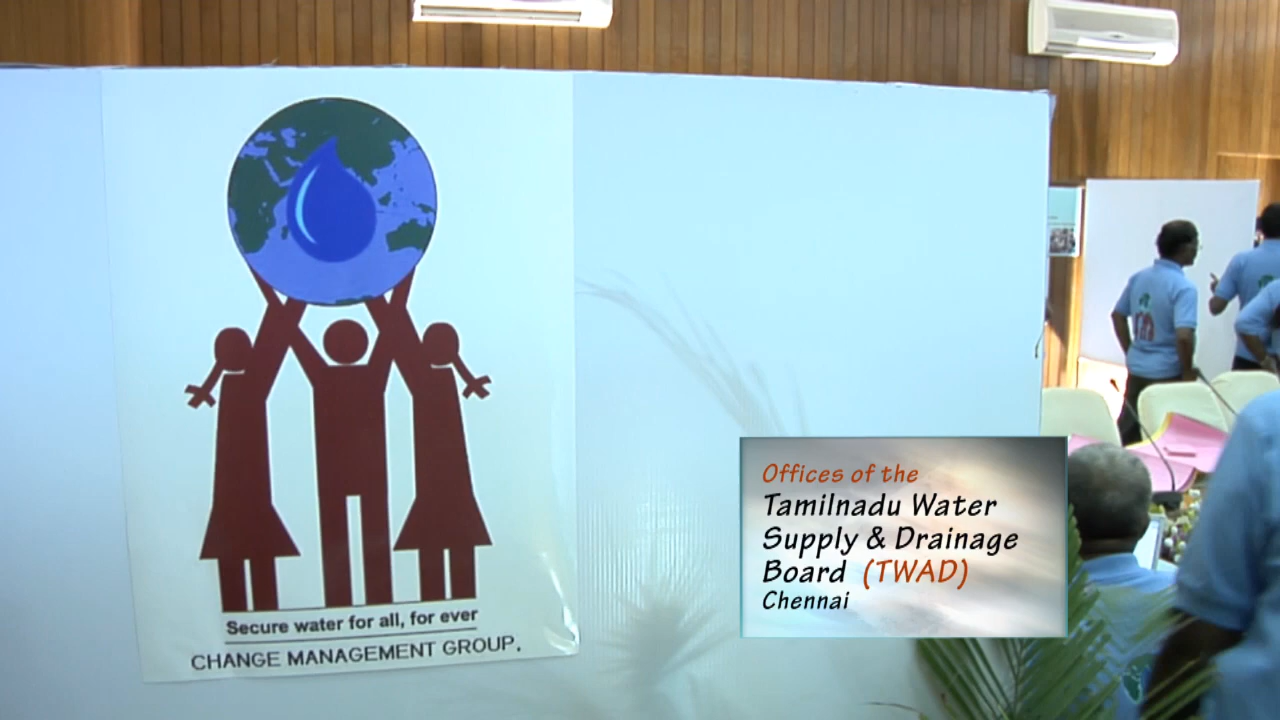 Secure water for all, for ever
CHANGE MANAGEMENT GROUP.
Offices of the
Tamilnadu Water
Supply & Drainage
Board (TWAD)
Chennai